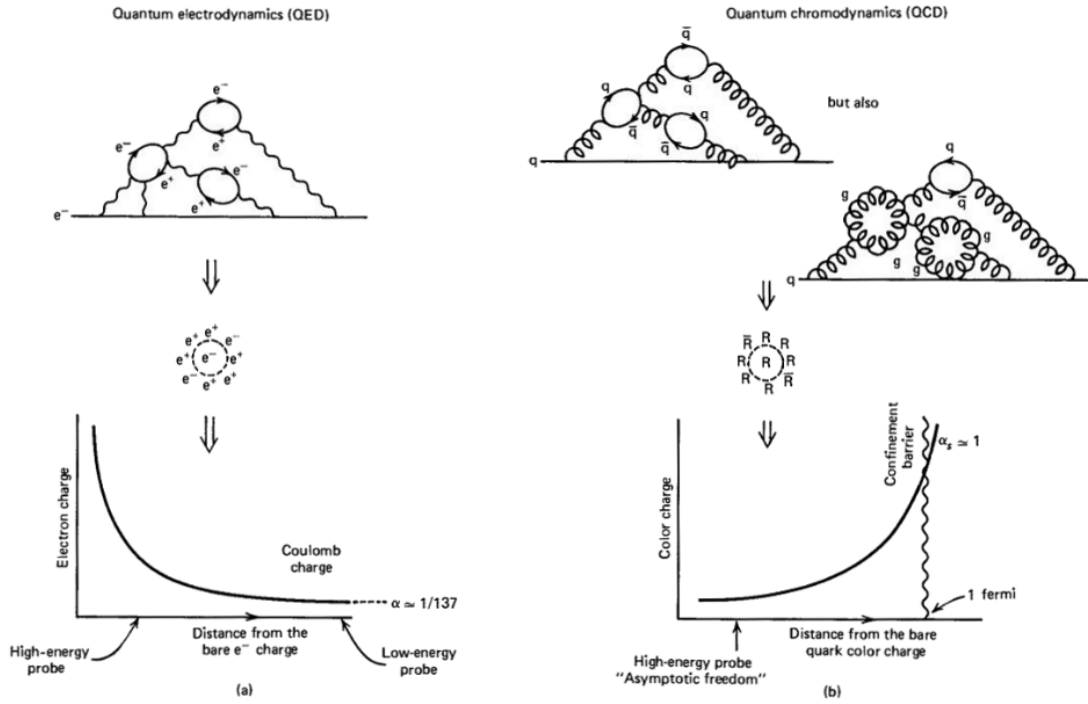 Quantum electrodynamics (QED)
e⁻
e⁺
e⁻
e⁺
e⁻
e⁺
e⁻
e⁺ e⁺ e⁻
e⁺ e⁻ e⁺
e⁻ e⁺ e⁺
Electron charge
Coulomb
charge
α ≃ 1/137
Distance from the
bare e⁻ charge
High-energy
probe
Low-energy
probe
(a)
Quantum chromodynamics (QCD)
q̅
q
q
q̅
q
q̅
q
but also
q
q̅
g
g
g
g
q
R̅ R R
R R R
R R R̅
Color charge
Confinement
barrier
αₛ ≃ 1
1 fermi
Distance from the bare
quark color charge
High-energy probe
"Asymptotic freedom"
(b)